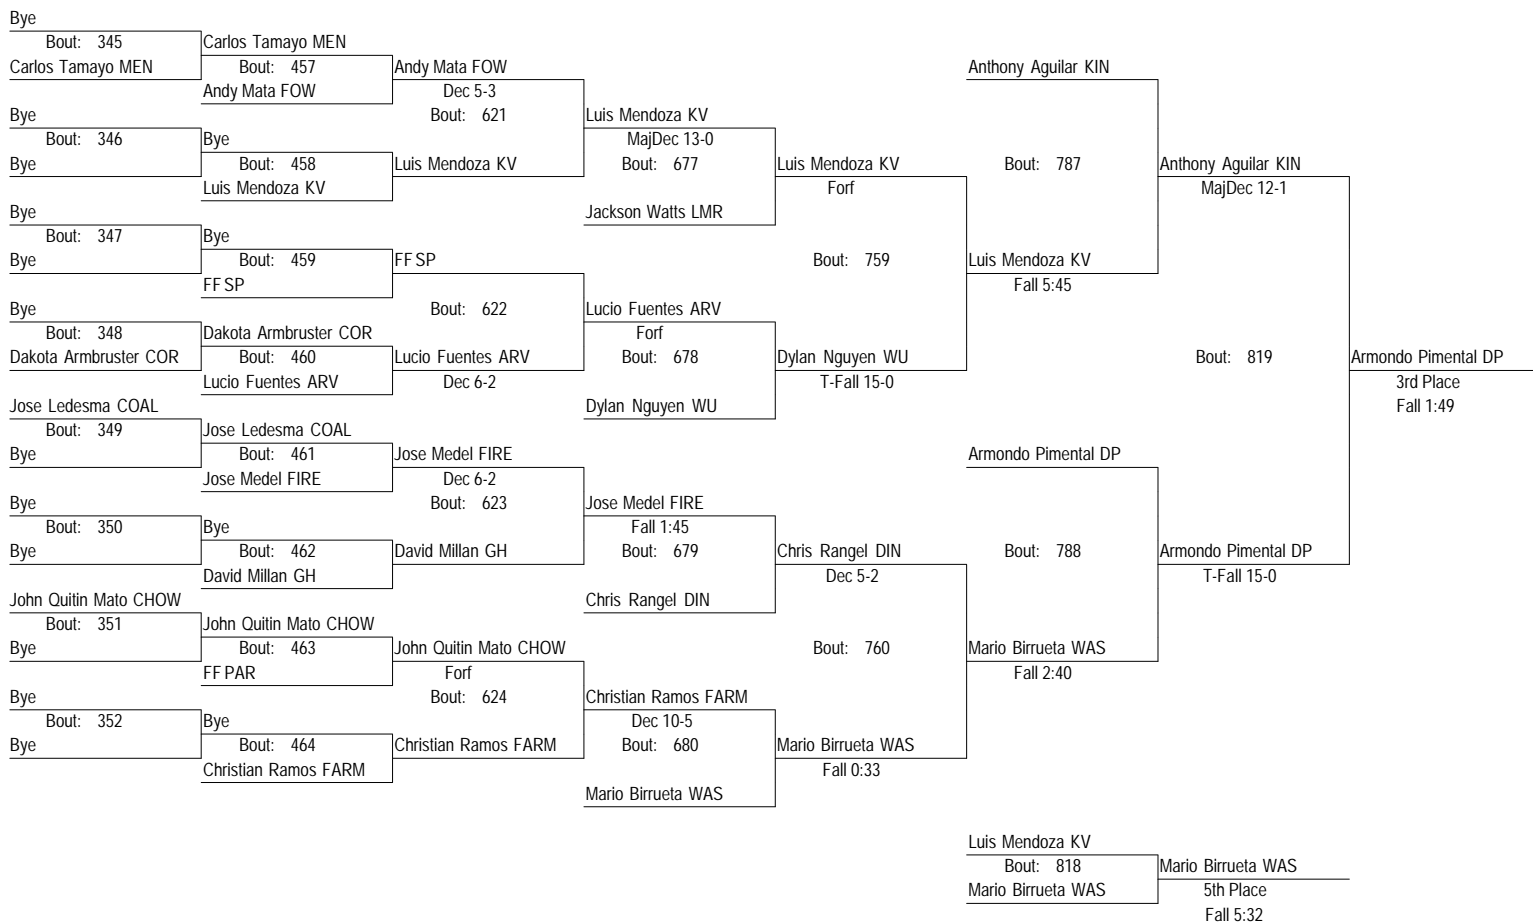 Bye
Bout: 345
Carlos Tamayo MEN
Carlos Tamayo MEN
Bout: 457
Andy Mata FOW
Andy Mata FOW
Dec 5-3
Bout: 621
Bye
Bout: 346
Bye
Bye
Bout: 458
Luis Mendoza KV
Luis Mendoza KV
Luis Mendoza KV
MajDec 13-0
Bout: 677
Jackson Watts LMR
Luis Mendoza KV
Forf
Bout: 759
Bye
Bout: 347
Bye
Bye
Bout: 459
FF SP
FF SP
Bout: 622
Bye
Bout: 348
Dakota Armbruster COR
Dakota Armbruster COR
Bout: 460
Lucio Fuentes ARV
Lucio Fuentes ARV
Dec 6-2
Lucio Fuentes ARV
Forf
Bout: 678
Dylan Nguyen WU
Dylan Nguyen WU
T-Fall 15-0
Anthony Aguilar KIN
Bout: 787
Luis Mendoza KV
Fall 5:45
Anthony Aguilar KIN
MajDec 12-1
Bout: 819
Armondo Pimental DP
3rd Place
Fall 1:49
Jose Ledesma COAL
Bout: 349
Bye
Jose Ledesma COAL
Bout: 461
Jose Medel FIRE
Jose Medel FIRE
Dec 6-2
Bout: 623
Bye
Bout: 350
Bye
Bye
Bout: 462
David Millan GH
David Millan GH
Jose Medel FIRE
Fall 1:45
Bout: 679
Chris Rangel DIN
Chris Rangel DIN
Dec 5-2
Bout: 760
John Quitin Mato CHOW
Bout: 351
Bye
John Quitin Mato CHOW
Bout: 463
FF PAR
John Quitin Mato CHOW
Forf
Bout: 624
Bye
Bout: 352
Bye
Bye
Bout: 464
Christian Ramos FARM
Christian Ramos FARM
Christian Ramos FARM
Dec 10-5
Bout: 680
Mario Birrueta WAS
Mario Birrueta WAS
Fall 0:33
Armondo Pimental DP
Bout: 788
Mario Birrueta WAS
Fall 2:40
Armondo Pimental DP
T-Fall 15-0
Luis Mendoza KV
Bout: 818
Mario Birrueta WAS
Mario Birrueta WAS
5th Place
Fall 5:32